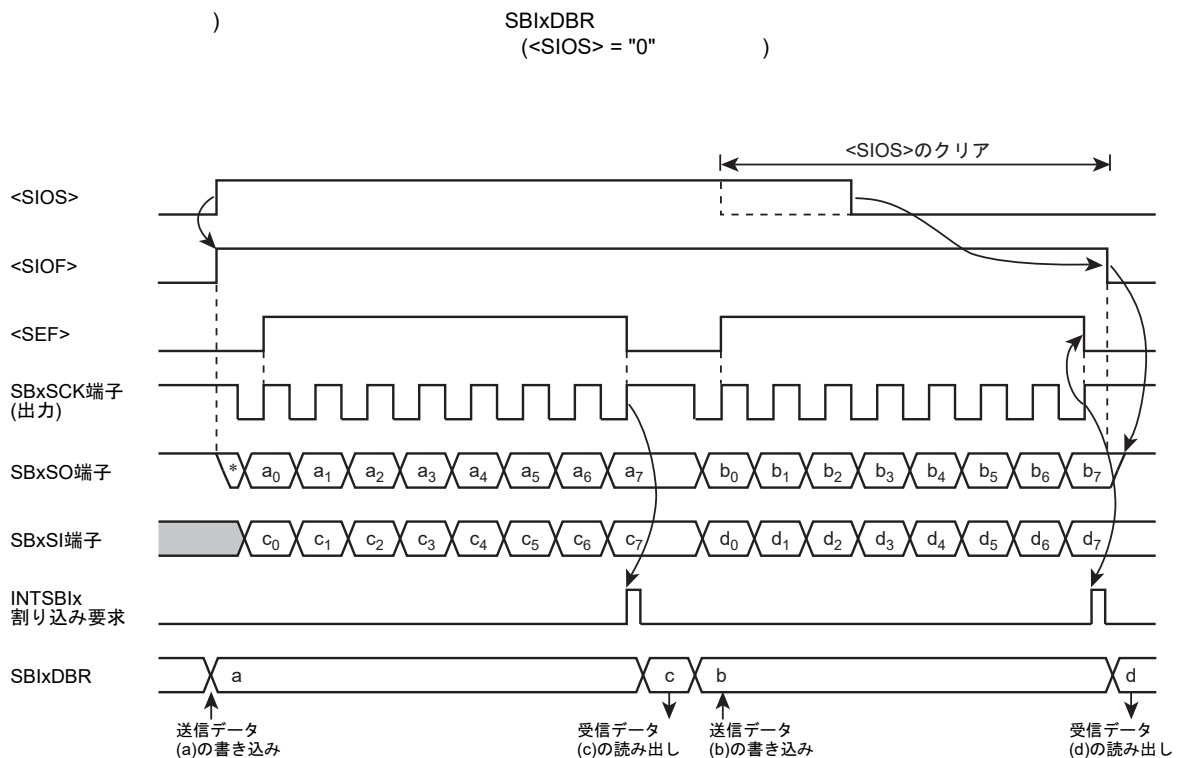 ) SBIxDBR
(<SIOS> = "0" )
<SIOS>のクリア
<SIOS>
<SIOF>
<SEF>
SBxSCK端子
(出力)
SBxSO端子
* a0 a1 a2 a3 a4 a5 a6 a7 b0 b1 b2 b3 b4 b5 b6 b7
SBxSI端子
c0 c1 c2 c3 c4 c5 c6 c7 d0 d1 d2 d3 d4 d5 d6 d7
INTSBIx
割り込み要求
SBIxDBR
a c b d
送信データ
(a)の書き込み
受信データ
(c)の読み出し
送信データ
(b)の書き込み
受信データ
(d)の読み出し